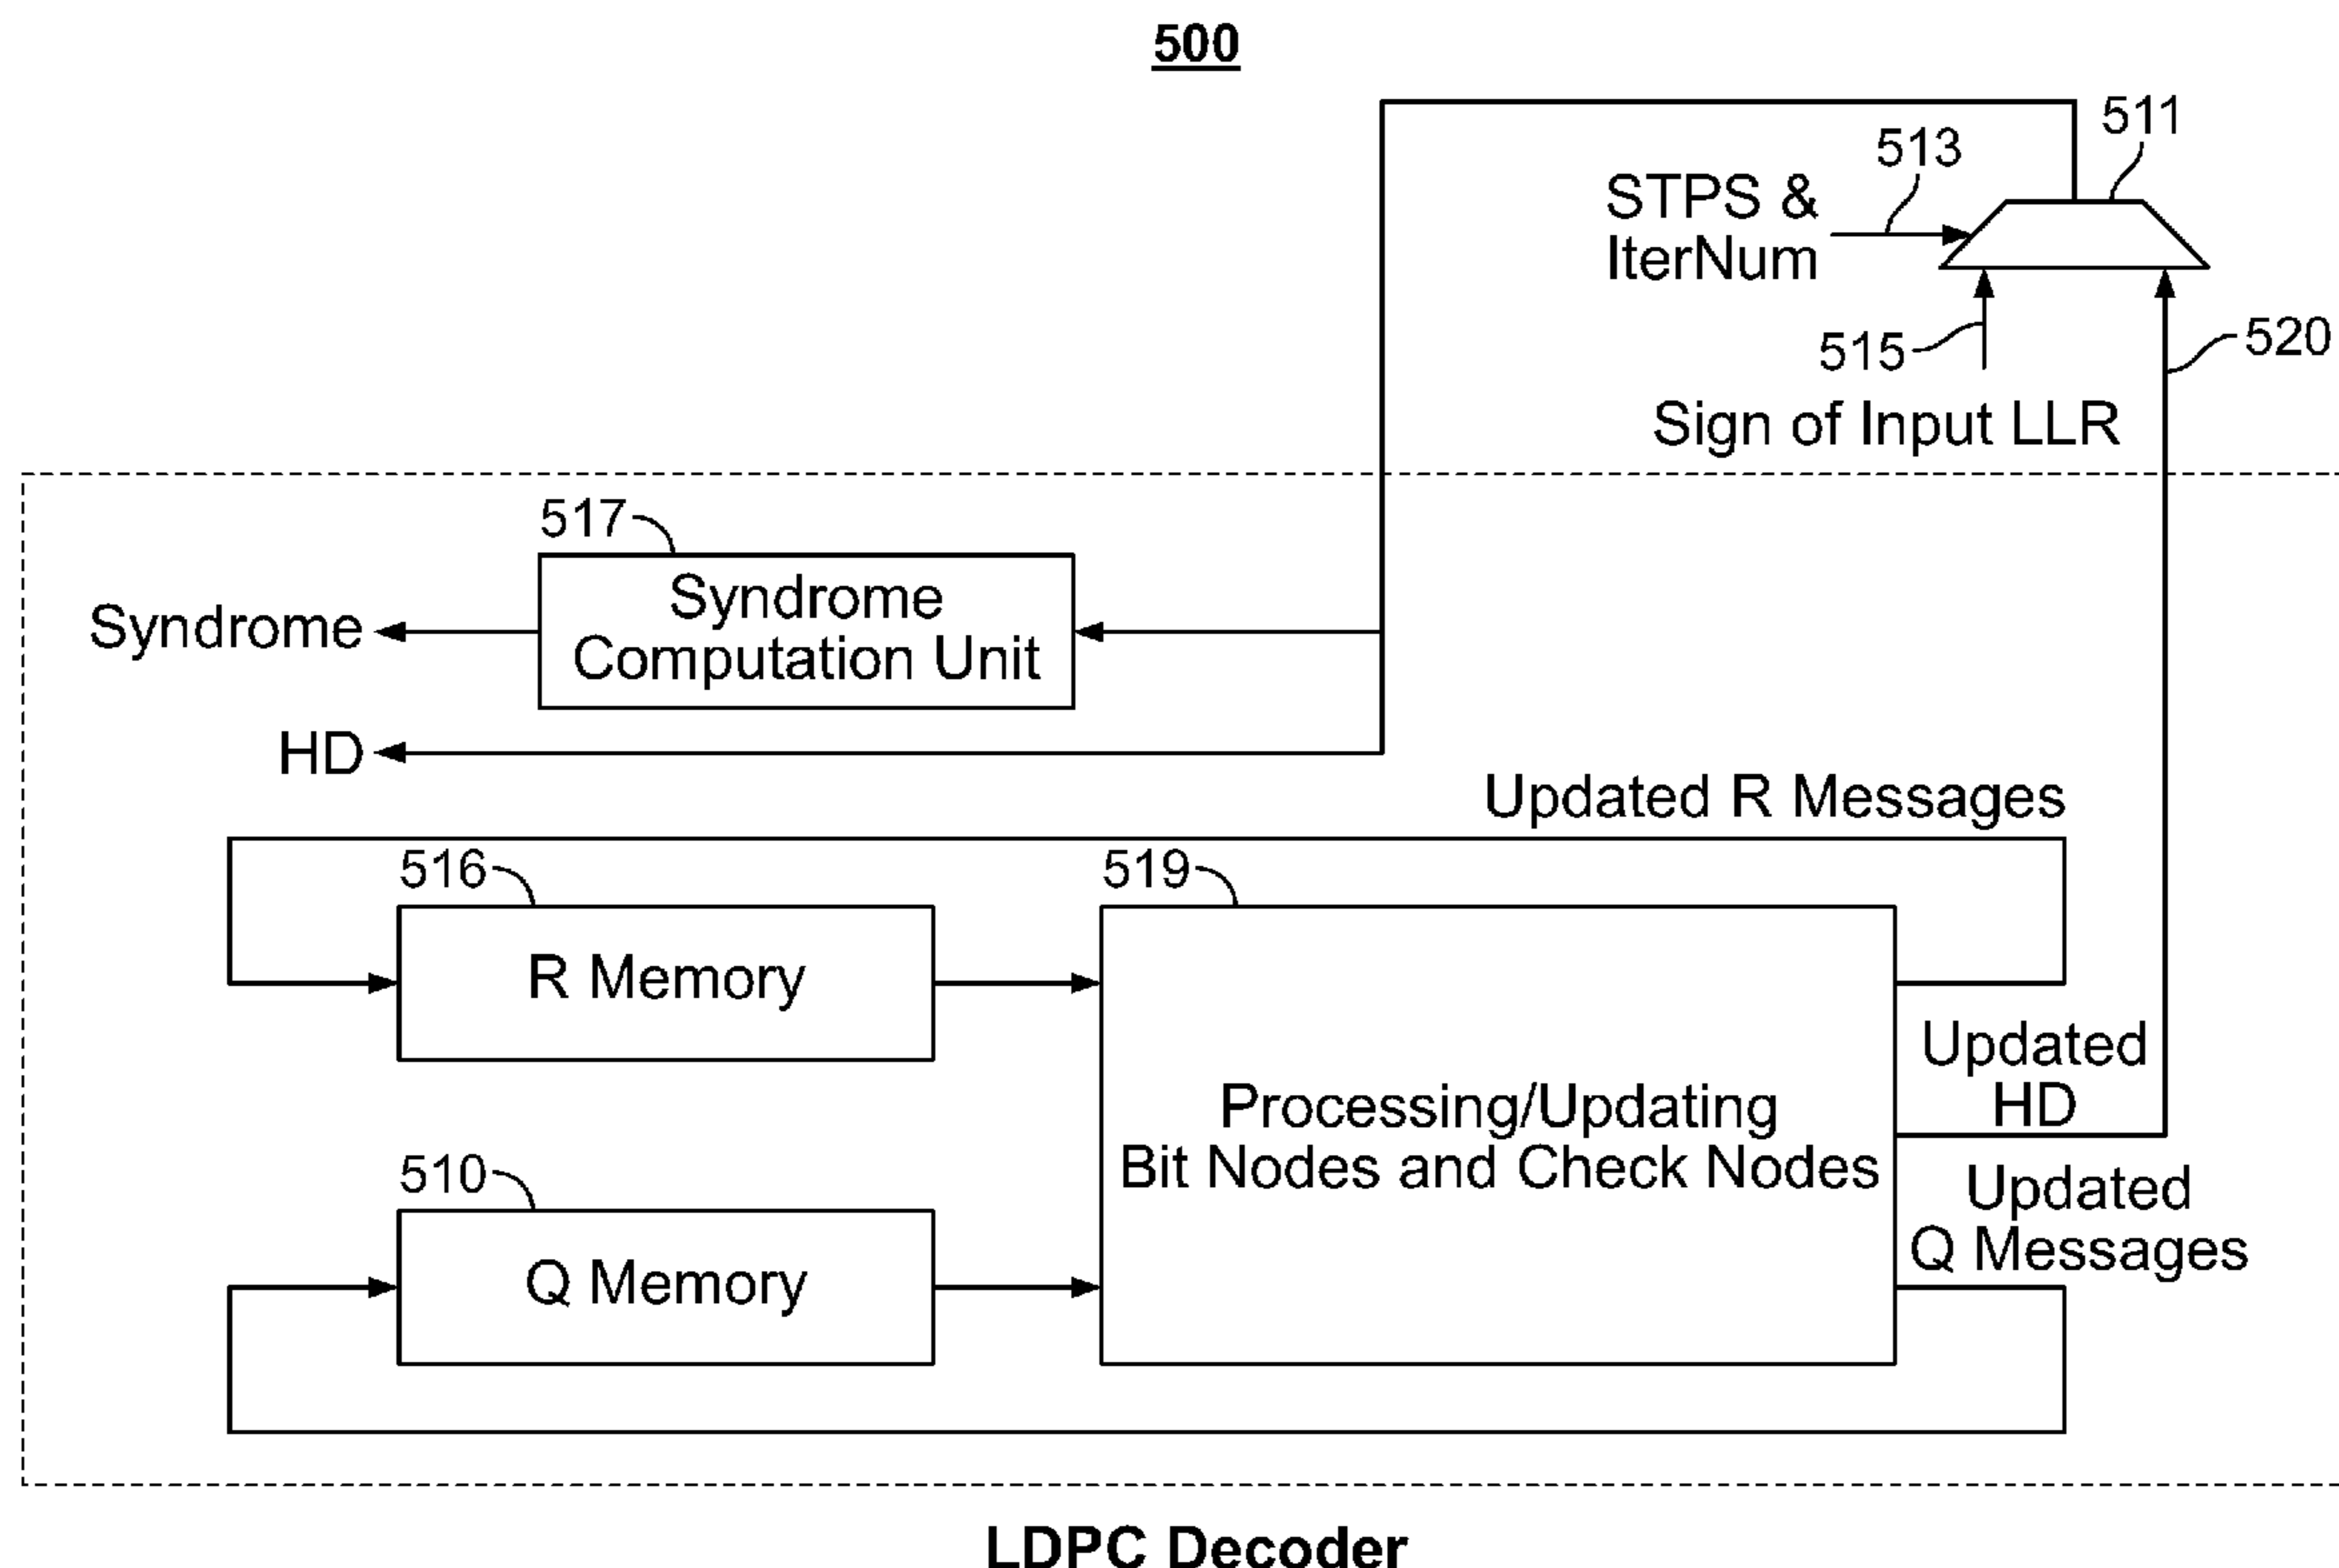 500
511
513
STPS &
IterNum
515
520
Sign of Input LLR
517
Syndrome
Computation Unit
Syndrome
HD
Updated R Messages
516
519
R Memory
Updated
HD
Processing/Updating
Bit Nodes and Check Nodes
510
Updated
Q Messages
Q Memory
LDPC Decoder